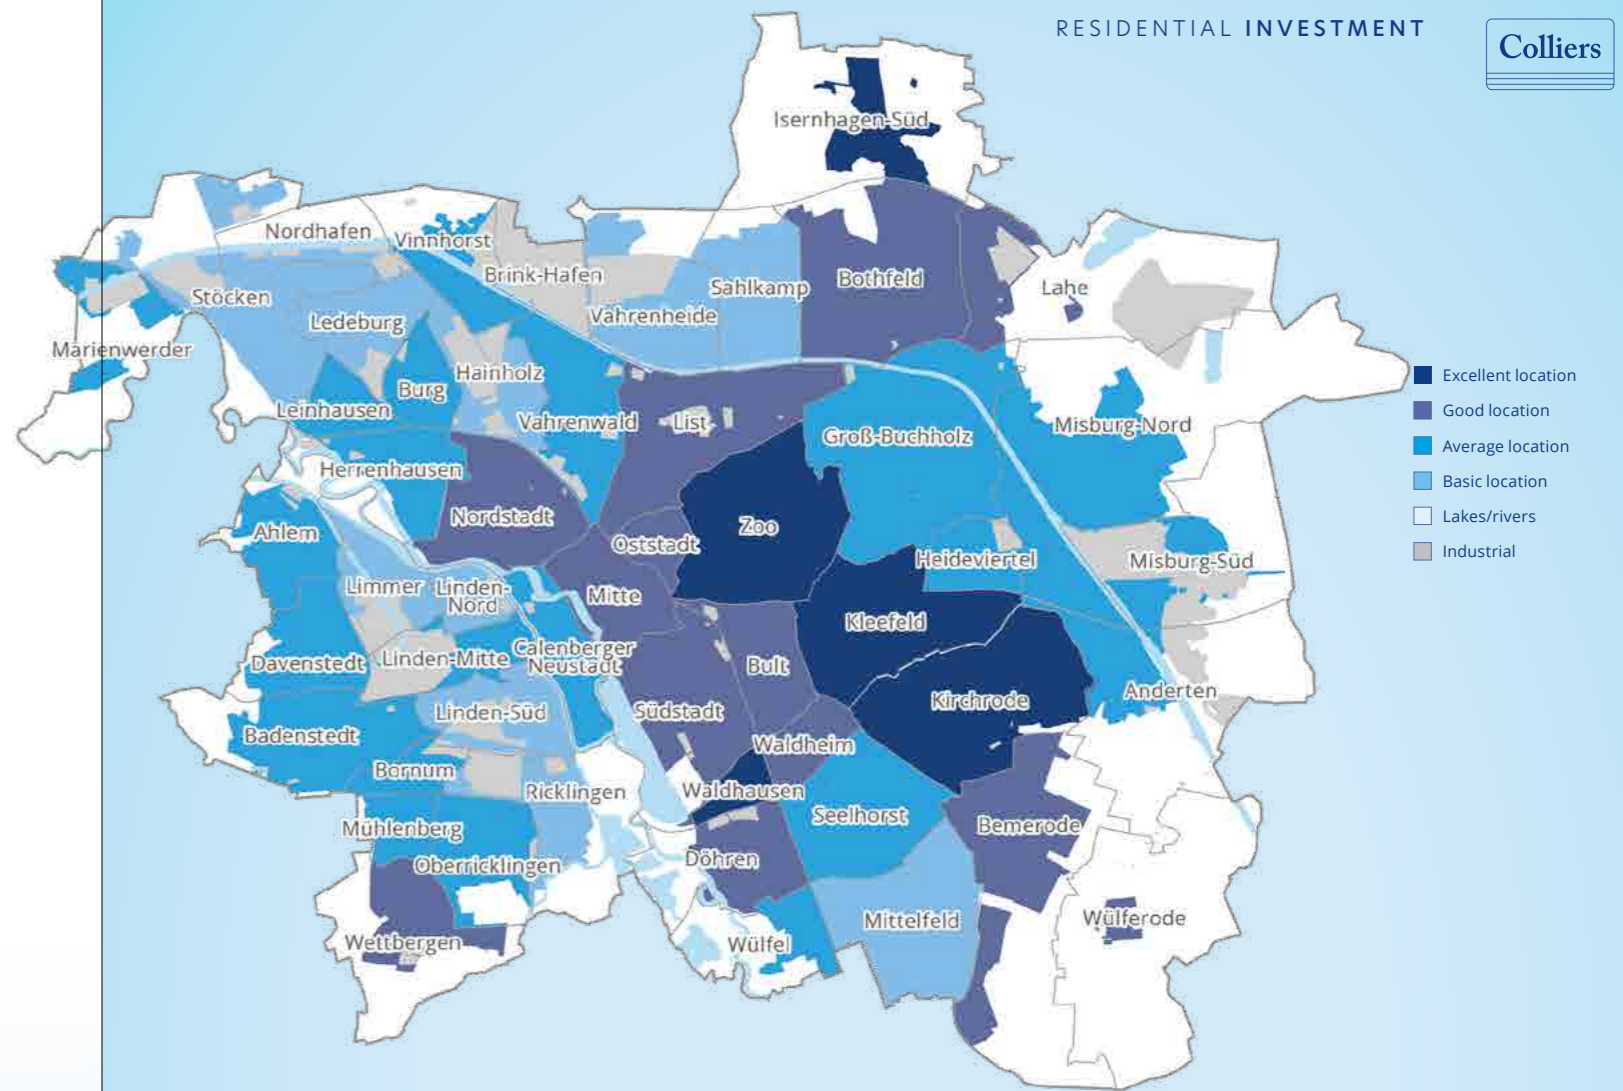 RESIDENTIAL INVESTMENT
Colliers
Isernhagen-Süd
Nordhafen
Vinnhorst
Brink-Hafen
Stöcken
Ledeburg
Vahrenheide
Sahlkamp
Bothfeld
Lahe
Marienwerder
Hainholz
Burg
Leinhausen
Vahrenwald
List
Groß-Buchholz
Misburg-Nord
Herrenhausen
Nordstadt
Zoo
Ahlem
Oststadt
Heideviertel
Misburg-Süd
Limmer
Linden-
Nord
Mitte
Kleefeld
Davenstedt
Linden-Mitte
Calenberger
Neustadt
Bult
Kirchrode
Anderten
Linden-Süd
Südstadt
Badenstedt
Waldheim
Bornum
Ricklingen
Waldhausen
Seelhorst
Bemerode
Mühlenberg
Oberricklingen
Döhren
Mittelfeld
Wülferode
Wettbergen
Wülfel
Excellent location
Good location
Average location
Basic location
Lakes/rivers
Industrial